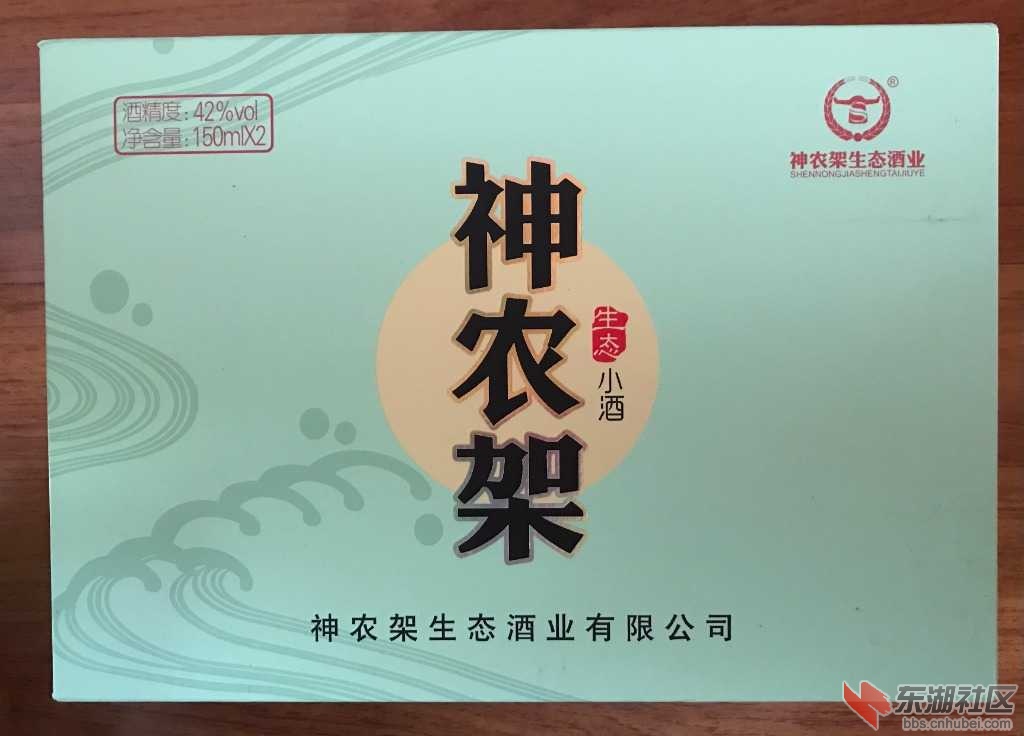 酒精度: 42%vol
净含量: 150mlX2
®
神农架生态酒业
SHENNONGJIASHENGTAIJIUYE
神农架
生态
小酒
神农架生态酒业有限公司
东湖社区
bbs.cnhubei.com